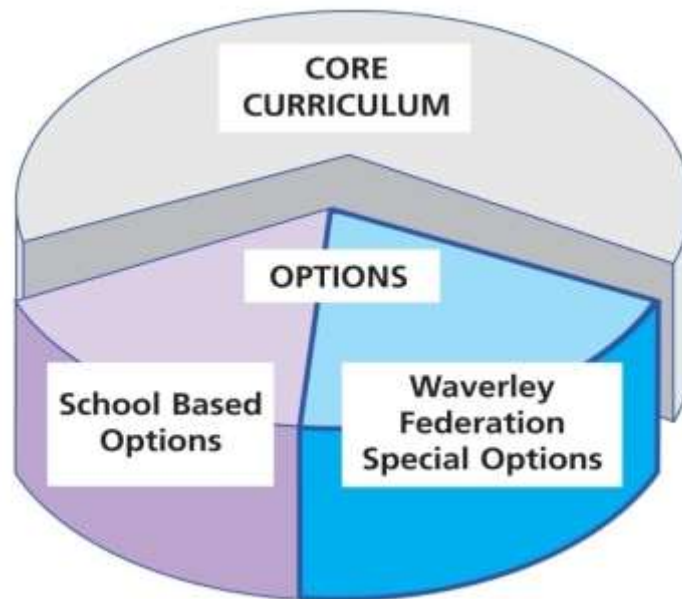 CORE
CURRICULUM
OPTIONS
School Based
Options
Waverley
Federation
Special Options